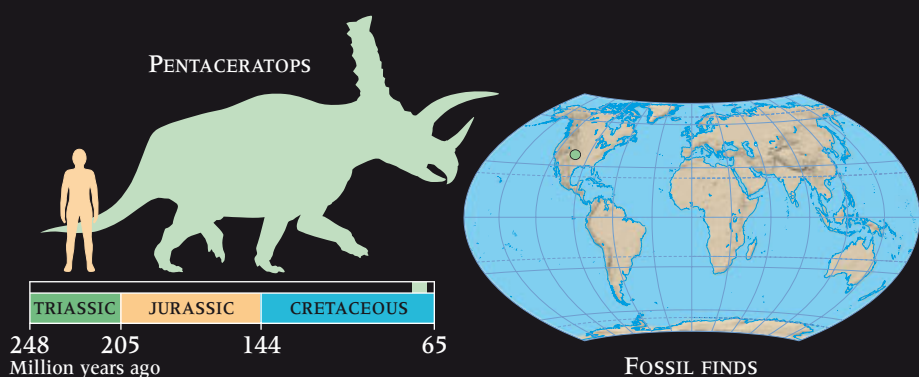 PENTACERATOPS
TRIASSIC JURASSIC CRETACEOUS
248 205 144 65
Million years ago
FOSSIL FINDS